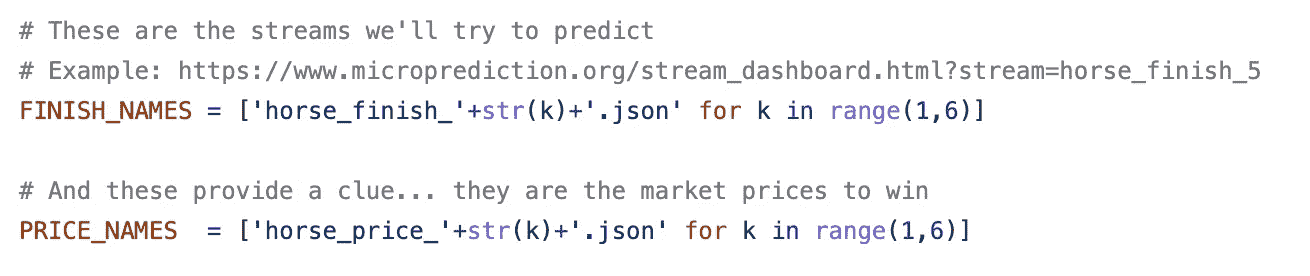 # These are the streams we'll try to predict
# Example: https://www.microprediction.org/stream_dashboard.html?stream=horse_finish_5
FINISH_NAMES = ['horse_finish_'+str(k)+'.json' for k in range(1,6)]
# And these provide a clue... they are the market prices to win
PRICE_NAMES  = ['horse_price_'+str(k)+'.json' for k in range(1,6)]